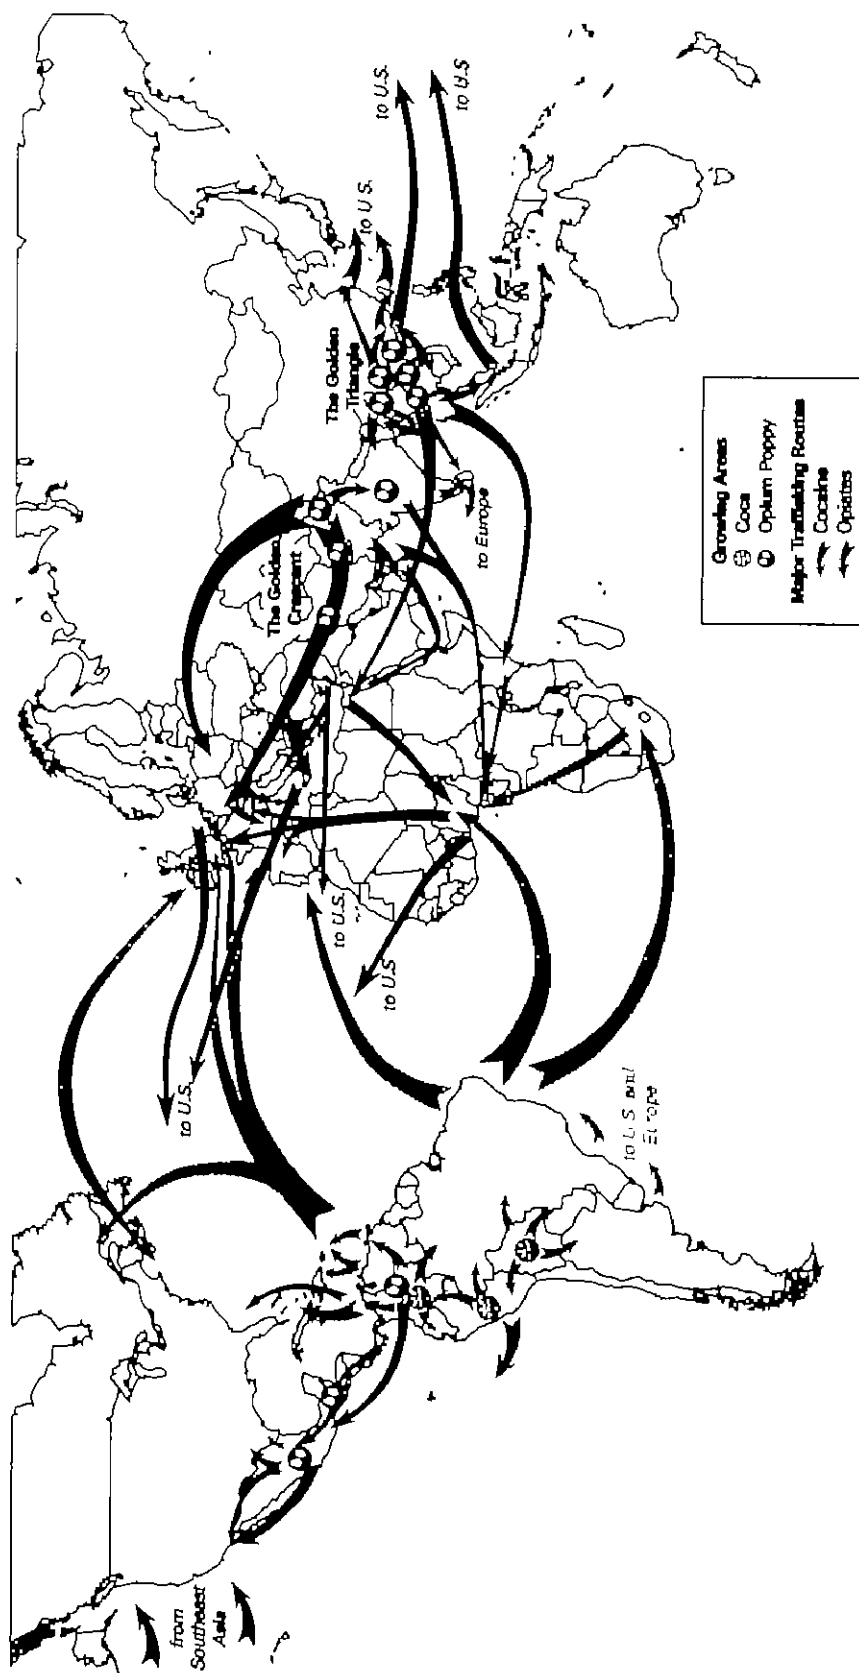 from
Southeast
Asia
to U.S.
to U.S. and
Europe
to U.S
to U.S.
The Golden
Crescent
to Europe
The Golden
Triangle
to U.S.
to U.S.
to U.S
Growing Areas
Coca
Opium Poppy
Major Trafficking Routes
Cocaine
Opiates